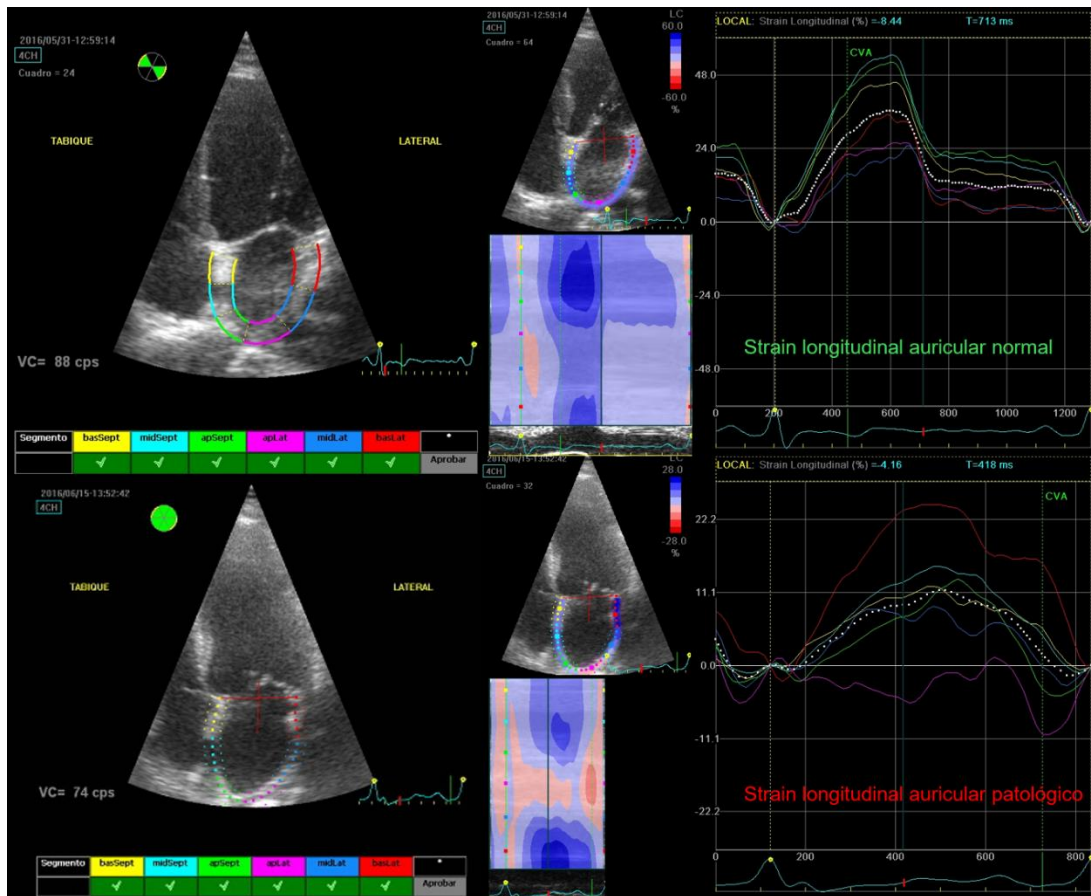 2016/05/31-12:59:14
4CH
Cuadro = 24
TABIQUE
LATERAL
VC= 88 cps
Segmento basSept midSept apSept apLat midLat basLat *
Aprobar
2016/05/31-12:59:14
4CH
Cuadro = 64
LC
60.0
-60.0
%
LOCAL: Strain Longitudinal (%) =-8.44 T=713 ms
CVA
48.0
24.0
0.0
-24.0
-48.0
Strain longitudinal auricular normal
0 200 400 600 800 1000 1200
2016/06/15-13:52:42
4CH
TABIQUE
LATERAL
VC= 74 cps
Segmento basSept midSept apSept apLat midLat basLat *
Aprobar
2016/06/15-13:52:42
4CH
Cuadro = 32
LC
28.0
-28.0
%
LOCAL: Strain Longitudinal (%) =-4.16 T=418 ms
CVA
22.2
11.1
0.0
-11.1
-22.2
Strain longitudinal auricular patológico
0 200 400 600 800